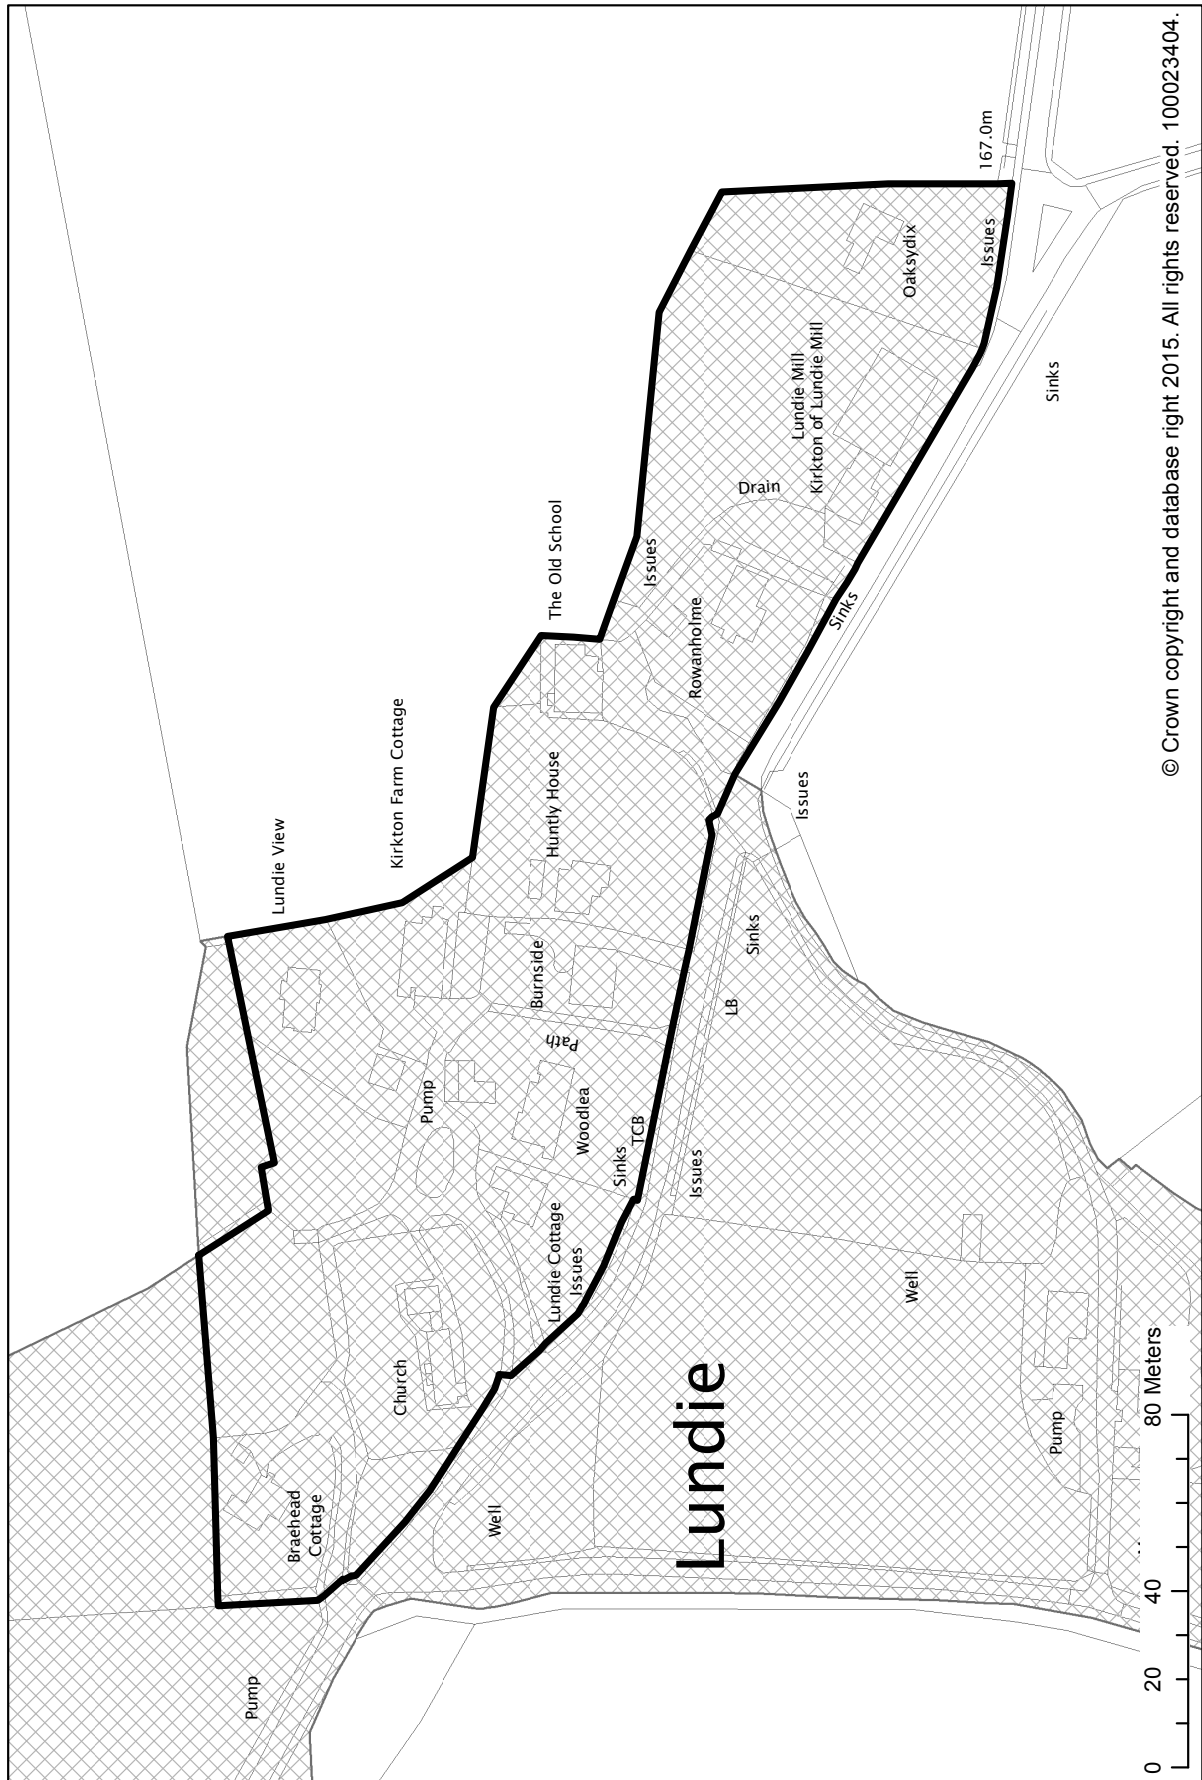 Lundie View
Kirkton Farm Cottage
The Old School
Issues
Huntly House
Rowanholme
Drain
Lundie Mill
Kirkton of Lundie Mill
Oaksydix
Issues
167.0m
Sinks
Sinks
Issues
Burnside
Path
Pump
Woodlea
Sinks
TCB
LB
Sinks
Issues
Lundie Cottage
Issues
Church
Braehead
Cottage
Pump
Well
Well
Pump
Lundie
0 20 40 80 Meters
© Crown copyright and database right 2015. All rights reserved. 100023404.